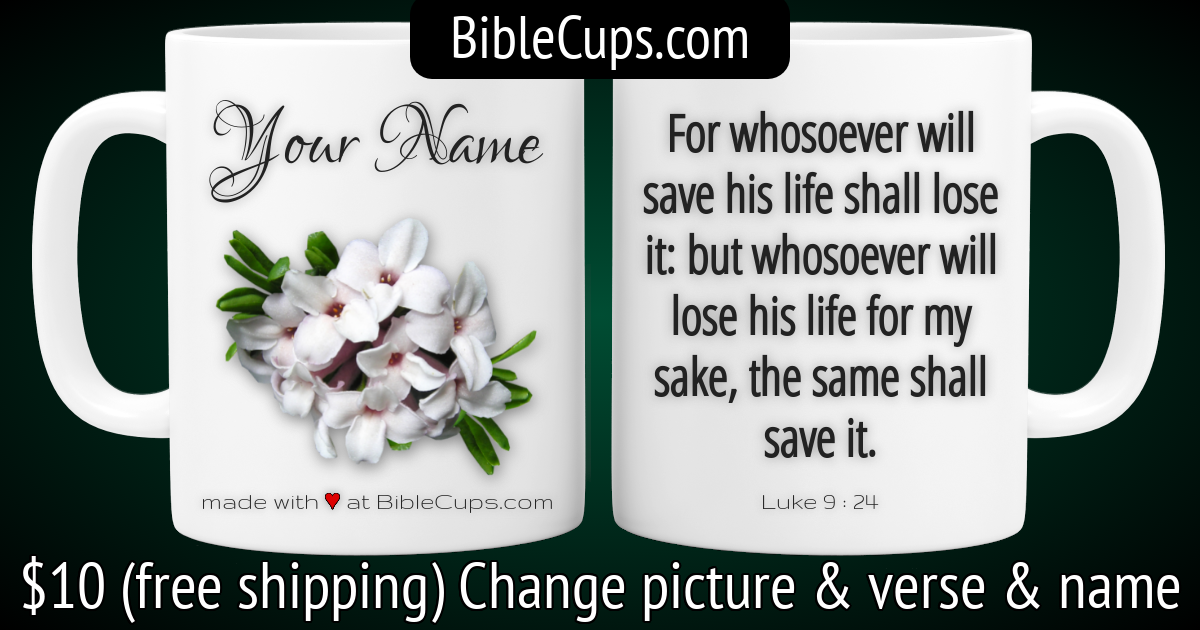 BibleCups.com
Your Name
made with ♥ at BibleCups.com
For whosoever will
save his life shall lose
it: but whosoever will
lose his life for my
sake, the same shall
save it.
Luke 9 : 24
$10 (free shipping) Change picture & verse & name